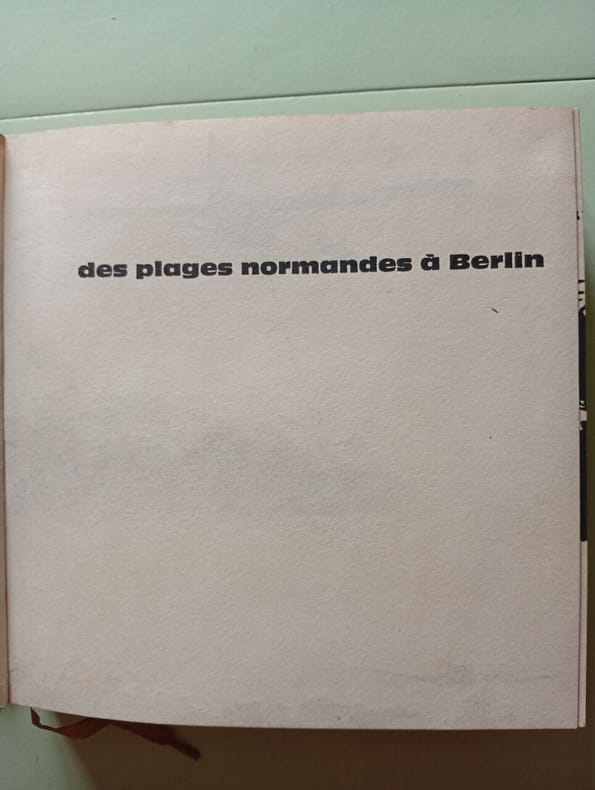 des plages normandes à Berlin